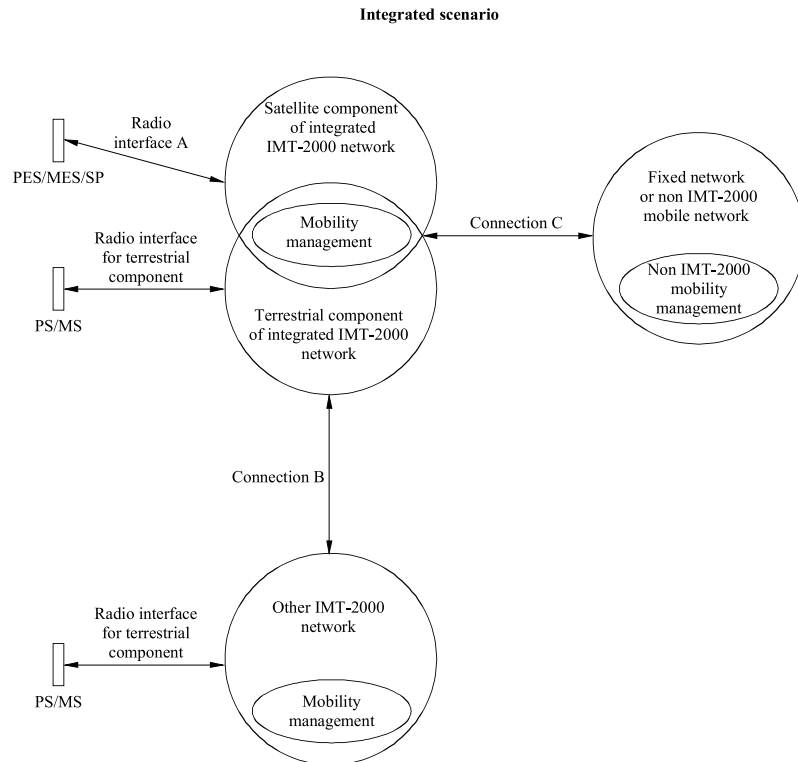 Integrated scenario
Satellite component
of integrated
IMT-2000 network
Radio
interface A
PES/MES/SP
Mobility
management
Connection C
Fixed network
or non IMT-2000
mobile network
Non IMT-2000
mobility
management
Radio interface
for terrestrial
component
PS/MS
Terrestrial component
of integrated IMT-2000
network
Connection B
Other IMT-2000
network
Radio interface
for terrestrial
component
PS/MS
Mobility
management